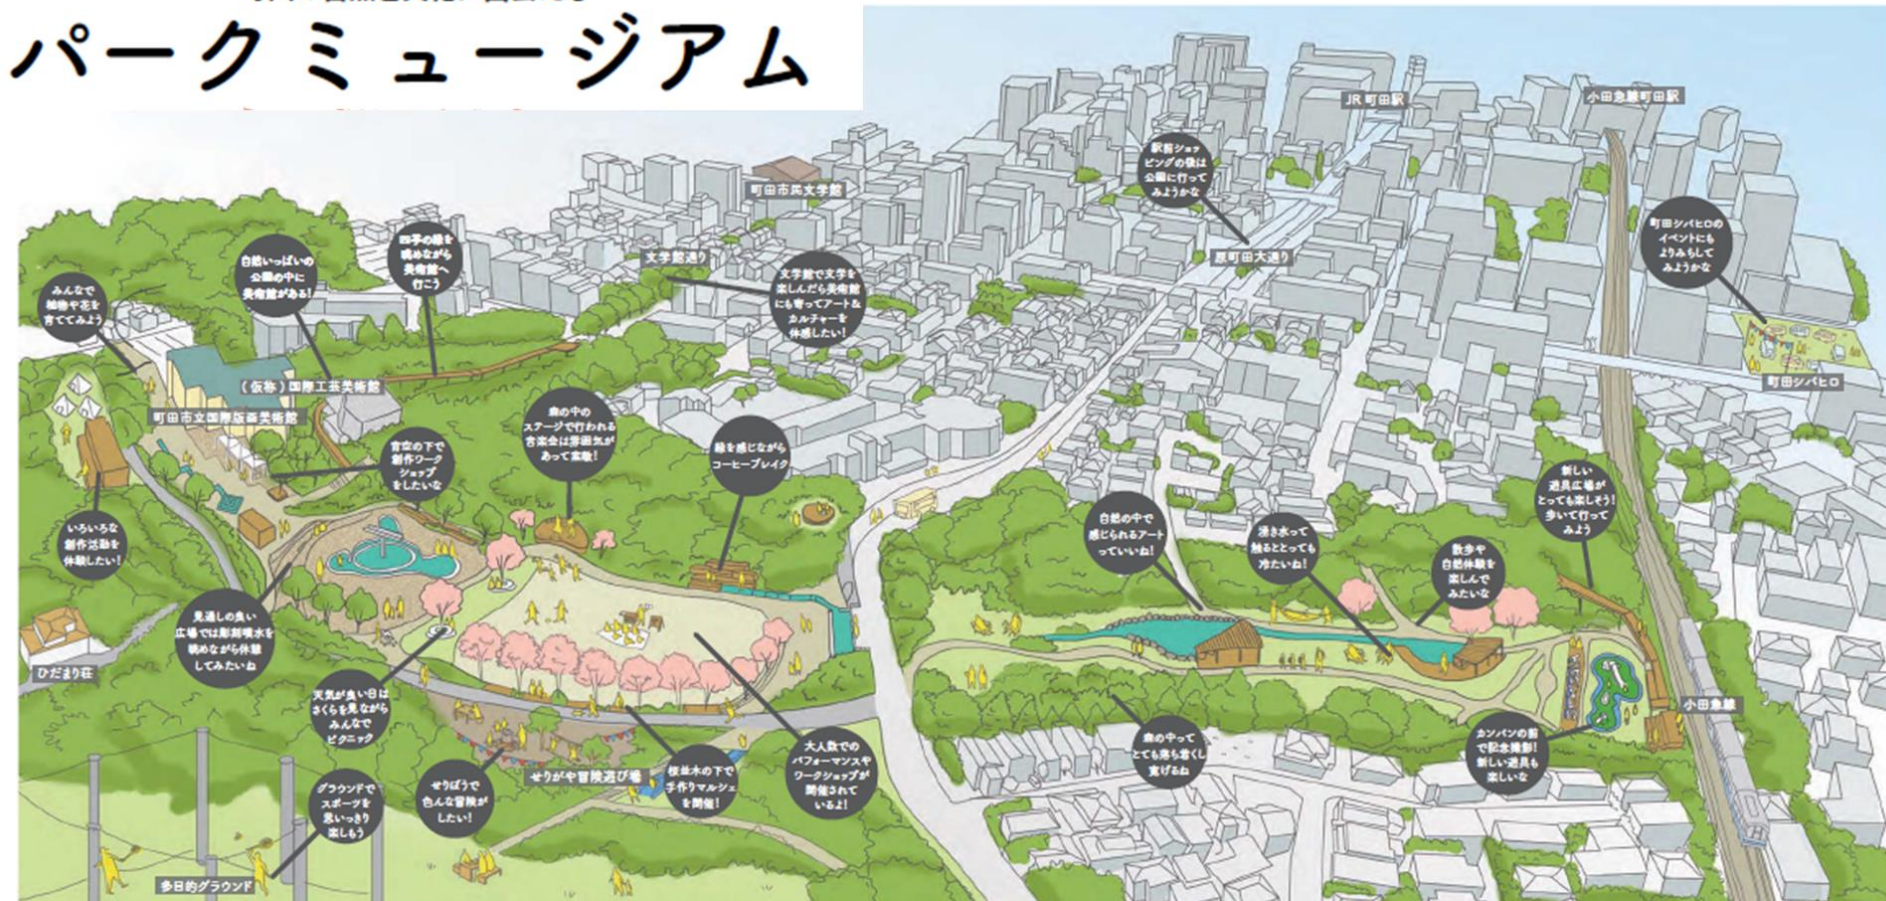 パークミュージアム
JR 町田駅
小田急線町田駅
駅前ショッ
ピングの後は
公園に行って
みようかな
町田市民文学館
町田シバヒロの
イベントにも
よりみちして
みようかな
四季の緑を
眺めながら
美術館へ
行こう
自然いっぱいの
公園の中に
美術館がある!
文学館通り
原町田大通り
みんなで
植物や花を
育ててみよう
文学館で文学を
楽しんだら美術館
にも寄ってアート&
カルチャーを
体感したい!
(仮称)国際工芸美術館
町田シバヒロ
町田市立国際版画美術館
森の中の
ステージで行われる
音楽会は雰囲気が
あって素敵!
緑を感じながら
コーヒーブレイク
青空の下で
創作ワーク
ショップ
をしたいな
新しい
遊具広場が
とっても楽しそう!
歩いて行って
みよう
いろいろな
創作活動を
体験したい!
自然の中で
感じられるアート
っていいね!
湧き水って
触るととっても
冷たいね!
散歩や
自然体験を
楽しんで
みたいな
見通しの良い
広場では彫刻噴水を
眺めながら休憩
してみたいね
ひだまり荘
天気が良い日は
さくらを見ながら
みんなで
ピクニック
小田急線
森の中って
とても落ち着くし
寛げるね
カンバンの前
で記念撮影!
新しい遊具も
楽しいな
大人数での
パフォーマンスや
ワークショップが
開催されて
いるよ!
せりがや冒険遊び場
桜並木の下で
手作りマルシェ
を開催!
せりぼうで
色んな冒険が
したい!
グラウンドで
スポーツを
思いっきり
楽しもう
多目的グラウンド